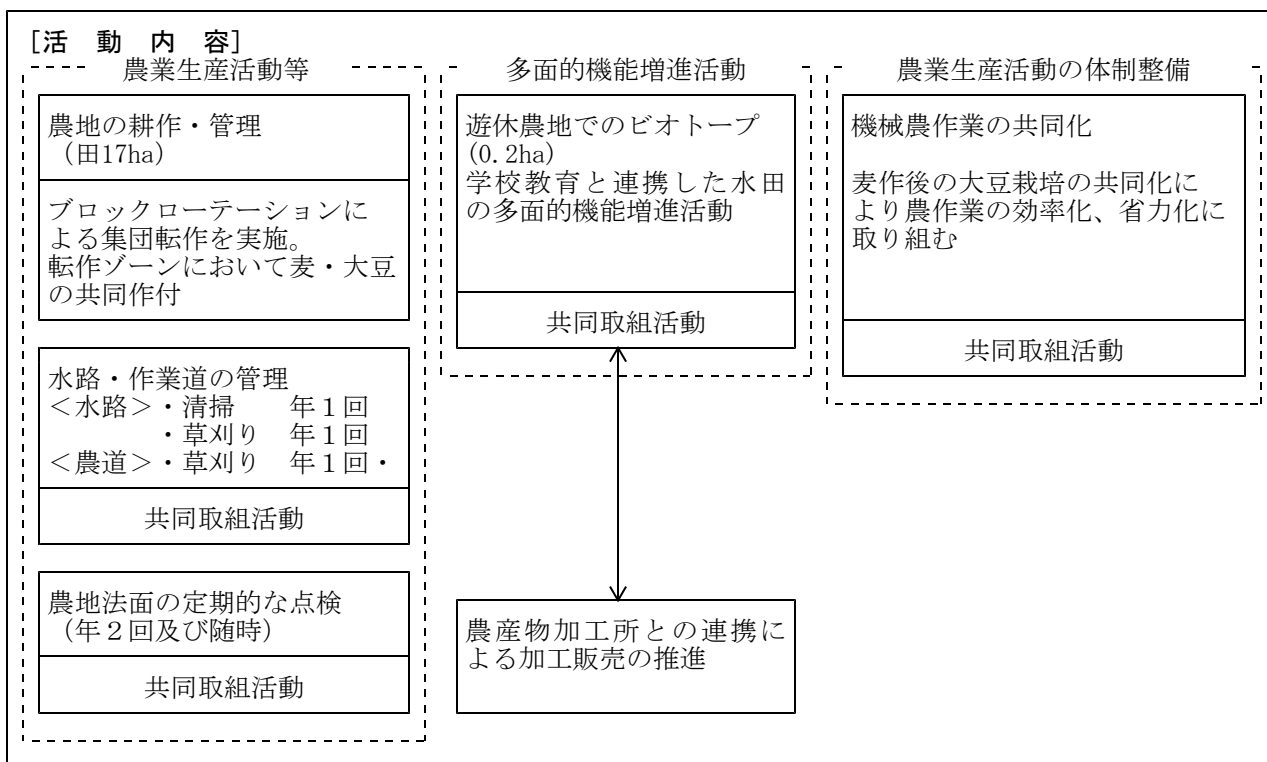 [活 動 内 容]
農業生産活動等
農地の耕作・管理
（田17ha）
ブロックローテーションに
よる集団転作を実施。
転作ゾーンにおいて麦・大豆
の共同作付
水路・作業道の管理
＜水路＞・清掃 年１回
・草刈り 年１回
＜農道＞・草刈り 年１回・
共同取組活動
農地法面の定期的な点検
（年２回及び随時）
共同取組活動
多面的機能増進活動
遊休農地でのビオトープ
(0.2ha)
学校教育と連携した水田
の多面的機能増進活動
共同取組活動
農産物加工所との連携に
よる加工販売の推進
農業生産活動の体制整備
機械農作業の共同化
麦作後の大豆栽培の共同化に
より農作業の効率化、省力化に
取り組む
共同取組活動